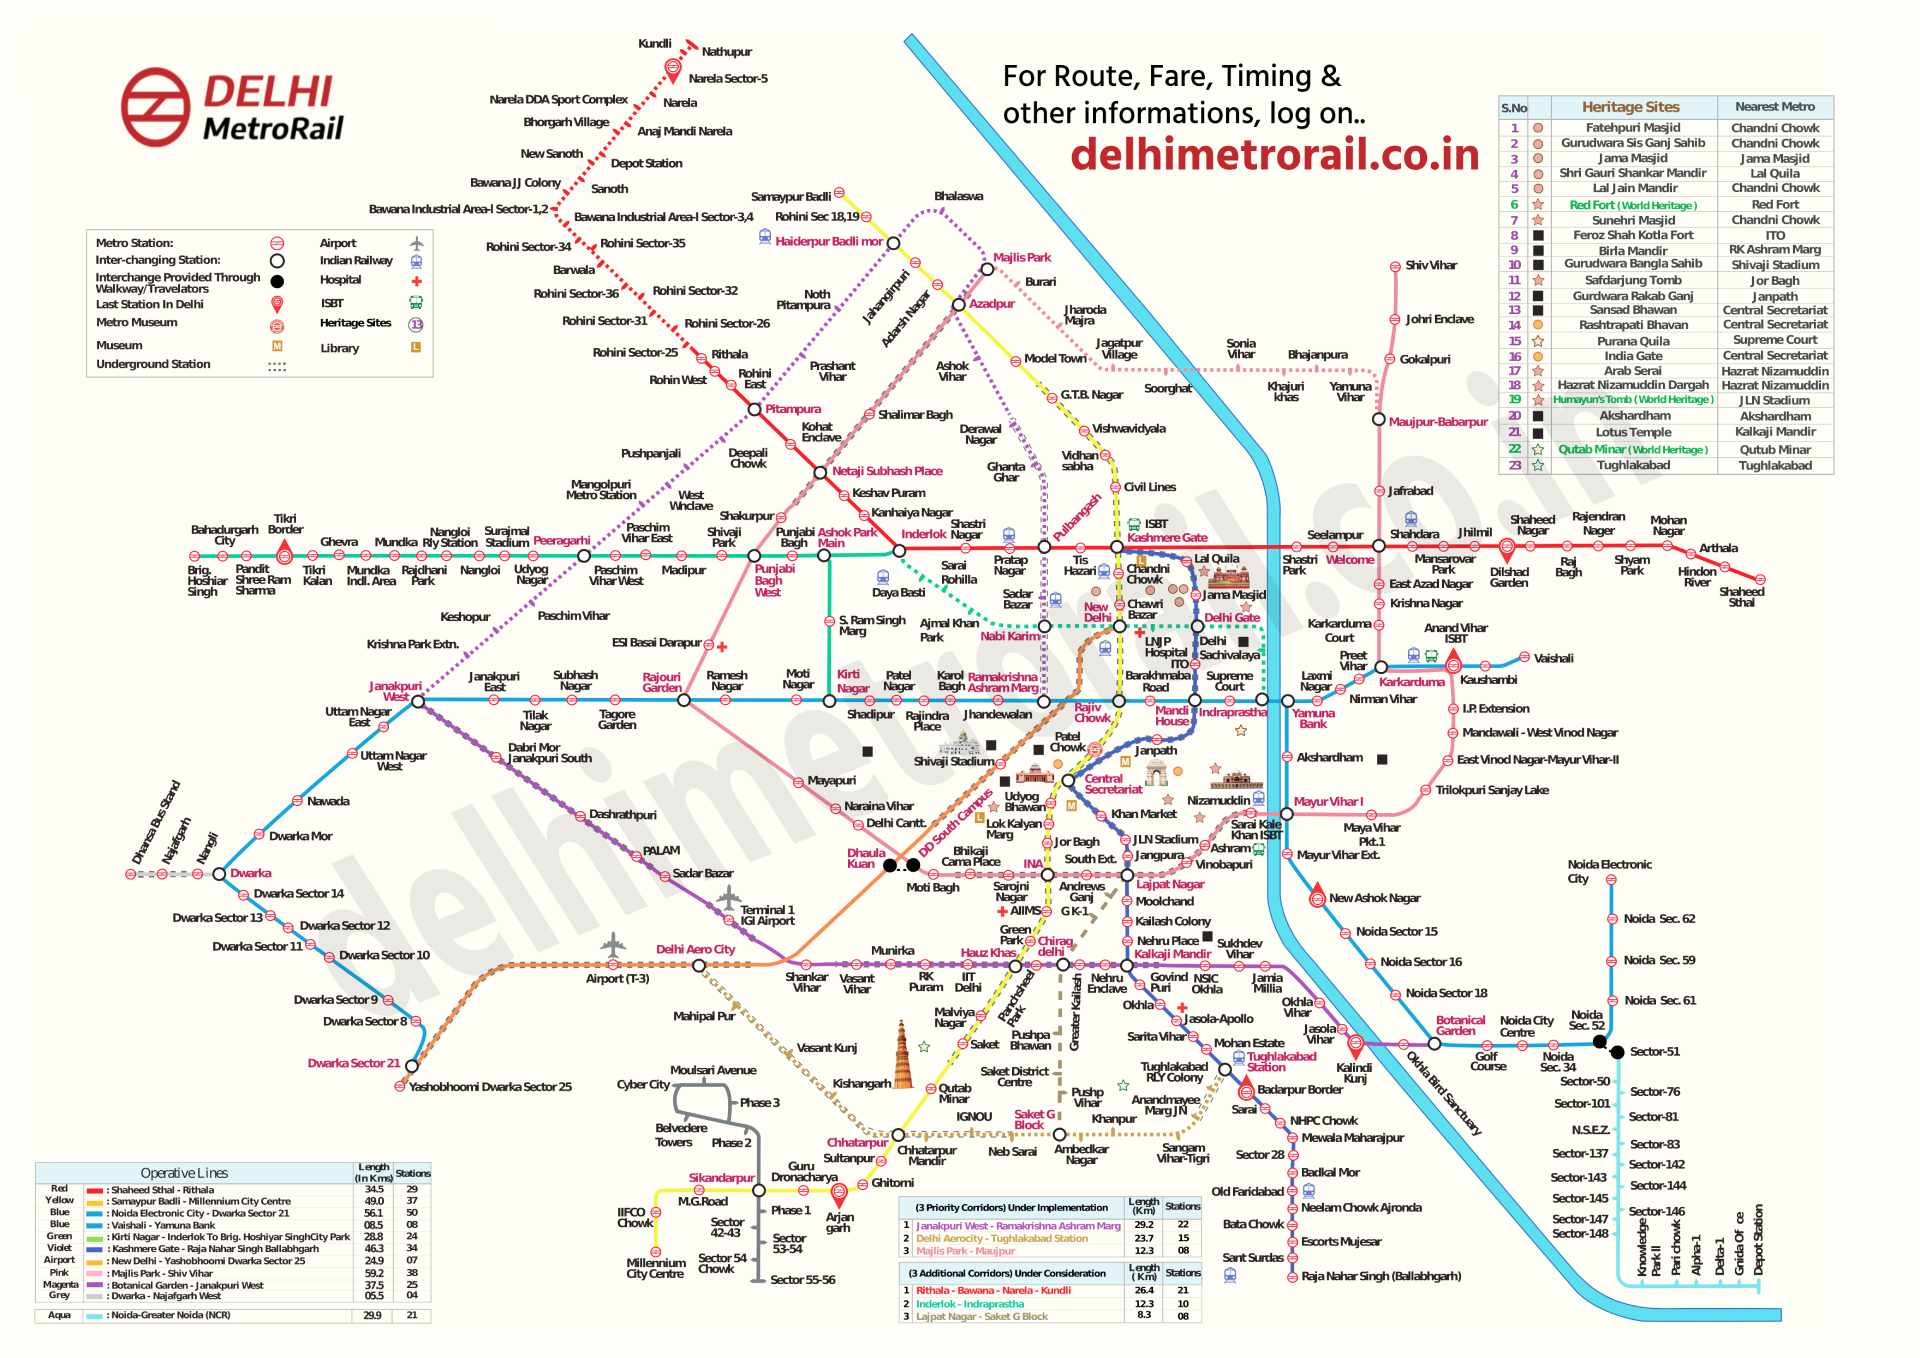 DELHI
MetroRail
For Route, Fare, Timing &
other informations, log on..
delhimetrorail.co.in
Metro Station:
Inter-changing Station:
Interchange Provided Through
Walkway/Travelators
Last Station In Delhi
Metro Museum
Museum
M
Underground Station
Airport
Indian Railway
Hospital
ISBT
Heritage Sites
13
Library
L
S.No Heritage Sites Nearest Metro
1 Fatehpuri Masjid Chandni Chowk
2 Gurudwara Sis Ganj Sahib Chandni Chowk
3 Jama Masjid Jama Masjid
4 Shri Gauri Shankar Mandir Lal Quila
5 Lal Jain Mandir Chandni Chowk
6 Red Fort ( World Heritage ) Red Fort
7 Sunehri Masjid Chandni Chowk
8 Feroz Shah Kotla Fort ITO
9 Birla Mandir RK Ashram Marg
10 Gurudwara Bangla Sahib Shivaji Stadium
11 Safdarjung Tomb Jor Bagh
12 Gurdwara Rakab Ganj Janpath
13 Sansad Bhawan Central Secretariat
14 Rashtrapati Bhavan Central Secretariat
15 Purana Quila Supreme Court
16 India Gate Central Secretariat
17 Arab Serai Hazrat Nizamuddin
18 Hazrat Nizamuddin Dargah Hazrat Nizamuddin
19 Humayun's Tomb ( World Heritage ) JLN Stadium
20 Akshardham Akshardham
21 Lotus Temple Kalkaji Mandir
22 Qutab Minar ( World Heritage ) Qutub Minar
23 Tughlakabad Tughlakabad
Kundli
Nathupur
Narela Sector-5
Narela DDA Sport Complex
Narela
Bhorgarh Village
Anaj Mandi Narela
New Sanoth
Depot Station
Bawana JJ Colony
Sanoth
Bawana Industrial Area-I Sector-1,2
Bawana Industrial Area-I Sector-3,4
Rohini Sector-34
Rohini Sector-35
Barwala
Rohini Sector-36
Rohini Sector-32
Rohini Sector-31
Rohini Sector-26
Rohini Sector-25
Rithala
Rohin West
Rohini
East
Pitampura
Kohat
Enclave
Deepali
Chowk
Netaji Subhash Place
Keshav Puram
Kanhaiya Nagar
Inderlok
Shastri
Nagar
Pratap
Nagar
Pulbangash
Tis
Hazari
Kashmere Gate
ISBT
Shastri
Park
Seelampur
Welcome
Shahdara
Mansarovar
Park
Jhilmil
Dilshad
Garden
Shaheed
Nagar
Raj
Bagh
Rajendran
Nager
Shyam
Park
Mohan
Nagar
Arthala
Hindon
River
Shaheed
Sthal
Samaypur Badli
Rohini Sec 18,19
Haiderpur Badli mor
Jahangirpuri
Adarsh Nagar
Azadpur
Model Town
G.T.B. Nagar
Vishwavidyala
Vidhan
sabha
Civil Lines
Chandni
Chowk
L
Chawri
Bazar
New
Delhi
Barakhmaba
Road
Rajiv
Chowk
Patel
Chowk
Central
Secretariat
M
M
Udyog
Bhawan
L
Lok Kalyan
Marg
Jor Bagh
INA
AIIMS
Green
Park
Hauz Khas
Malviya
Nagar
Saket
Qutab
Minar
Chhatarpur
Sultanpur
Ghitorni
Arjan
garh
Guru
Dronacharya
Sikandarpur
M.G.Road
IIFCO
Chowk
Millennium
City Centre
Bhalaswa
Majlis Park
Burari
Jharoda
Majra
Jagatpur
Village
Soorghat
Sonia
Vihar
Khajuri
khas
Bhajanpura
Yamuna
Vihar
Maujpur-Babarpur
Shiv Vihar
Johri Enclave
Gokalpuri
Jafrabad
East Azad Nagar
Krishna Nagar
Karkarduma
Court
Preet
Vihar
Karkarduma
Anand Vihar
ISBT
Kaushambi
Vaishali
Laxmi
Nagar
Nirman Vihar
I.P. Extension
Mandawali - West Vinod Nagar
East Vinod Nagar-Mayur Vihar-II
Trilokpuri Sanjay Lake
Maya Vihar
Pkt.1
Mayur Vihar I
Mayur Vihar Ext.
Akshardham
Yamuna
Bank
Indraprastha
Supreme
Court
Mandi
House
Janpath
ITO
Delhi Gate
Delhi
Sachivalaya
LNJP
Hospital
Jama Masjid
Lal Quila
Noth
Pitampura
Prashant
Vihar
Ashok
Vihar
Derawal
Nagar
Ghanta
Ghar
Shalimar Bagh
Pushpanjali
Mangolpuri
Metro Station
West
Wnclave
Shakurpur
Bahadurgarh
City
Brig.
Hoshiar
Singh
Pandit
Shree Ram
Sharma
Tikri
Border
Tikri
Kalan
Ghevra
Mundka
Indl. Area
Mundka
Rajdhani
Park
Nangloi
Rly Station
Nangloi
Surajmal
Stadium
Udyog
Nagar
Peeragarhi
Paschim
Vihar West
Paschim
Vihar East
Madipur
Shivaji
Park
Punjabi
Bagh
West
Punjabi
Bagh
Ashok Park
Main
S. Ram Singh
Marg
Kirti
Nagar
Daya Basti
Sarai
Rohilla
Ajmal Khan
Park
Sadar
Bazar
Nabi Karim
Keshopur
Paschim Vihar
Krishna Park Extn.
ESI Basai Darapur
Janakpuri
West
Janakpuri
East
Tilak
Nagar
Subhash
Nagar
Tagore
Garden
Rajouri
Garden
Ramesh
Nagar
Moti
Nagar
Shadipur
Patel
Nagar
Rajindra
Place
Karol
Bagh
Jhandewalan
Ramakrishna
Ashram Marg
Uttam Nagar
East
Uttam Nagar
West
Nawada
Dwarka Mor
Dwarka
Dhansa Bus Stand
Najafgarh
Nangli
Dwarka Sector 14
Dwarka Sector 13
Dwarka Sector 12
Dwarka Sector 11
Dwarka Sector 10
Dwarka Sector 9
Dwarka Sector 8
Dwarka Sector 21
Yashobhoomi Dwarka Sector 25
Dabri Mor
Janakpuri South
Dashrathpuri
PALAM
Sadar Bazar
Terminal 1
IGI Airport
Airport (T-3)
Delhi Aero City
Mayapuri
Naraina Vihar
Delhi Cantt.
Dhaula
Kuan
DD South Campus
Shivaji Stadium
Moti Bagh
Bhikaji
Cama Place
Sarojni
Nagar
South Ext.
Andrews
Ganj
G K-1
Lajpat Nagar
Vinobapuri
Ashram
Sarai Kale
Khan ISBT
Nizamuddin
Khan Market
JLN Stadium
Jangpura
Moolchand
Kailash Colony
Nehru Place
Kalkaji Mandir
Shankar
Vihar
Vasant
Vihar
Munirka
RK
Puram
IIT
Delhi
Panchsheel
Park
Chirag
delhi
Greater Kailash
Nehru
Enclave
Govind
Puri
NSIC
Okhla
Sukhdev
Vihar
Jamia
Millia
Okhla
Vihar
Jasola
Vihar
Kalindi
Kunj
Okhla Bird Sanctuary
Botanical
Garden
Okhla
Jasola-Apollo
Sarita Vihar
Mohan Estate
Tughlakabad
Station
Tughlakabad
RLY Colony
Badarpur Border
Sarai
NHPC Chowk
Mewala Maharajpur
Sector 28
Badkal Mor
Old Faridabad
Neelam Chowk Ajronda
Bata Chowk
Escorts Mujesar
Sant Surdas
Raja Nahar Singh (Ballabhgarh)
Mahipal Pur
Vasant Kunj
Kishangarh
Chhatarpur
Mandir
IGNOU
Neb Sarai
Saket G
Block
Ambedkar
Nagar
Khanpur
Sangam
Vihar-Tigri
Anandmayee
Marg JN
Pushpa
Bhawan
Saket District
Centre
Pushp
Vihar
New Ashok Nagar
Noida Sector 15
Noida Sector 16
Noida Sector 18
Golf
Course
Noida City
Centre
Noida
Sec. 34
Noida
Sec. 52
Noida Sec. 61
Noida Sec. 59
Noida Sec. 62
Noida Electronic
City
Sector-51
Sector-50
Sector-76
Sector-101
Sector-81
N.S.E.Z.
Sector-83
Sector-137
Sector-142
Sector-143
Sector-144
Sector-145
Sector-146
Sector-147
Sector-148
Knowledge
Park II
Pari chowk
Alpha-1
Delta-1
Gnida Of ce
Depot Station
Moulsari Avenue
Cyber City
Phase 3
Belvedere
Towers
Phase 2
Phase 1
Sector
42-43
Sector
53-54
Sector 54
Chowk
Sector 55-56
Operative Lines Length (In Kms) Stations
Red : Shaheed Sthal - Rithala 34.5 29
Yellow : Samaypur Badli - Millennium City Centre 49.0 37
Blue : Noida Electronic City - Dwarka Sector 21 56.1 50
Blue : Vaishali - Yamuna Bank 08.5 08
Green : Kirti Nagar - Inderlok To Brig. Hoshiyar SinghCity Park 28.8 24
Violet : Kashmere Gate - Raja Nahar Singh Ballabhgarh 46.3 34
Airport : New Delhi - Yashobhoomi Dwarka Sector 25 24.9 07
Pink : Majlis Park - Shiv Vihar 59.2 38
Magenta : Botanical Garden - Janakpuri West 37.5 25
Grey : Dwarka - Najafgarh West 05.5 04
Aqua : Noida-Greater Noida (NCR) 29.9 21
(3 Priority Corridors) Under Implementation Length (Km) Stations
1 Janakpuri West - Ramakrishna Ashram Marg 29.2 22
2 Delhi Aerocity - Tughlakabad Station 23.7 15
3 Majlis Park - Maujpur 12.3 08
(3 Additional Corridors) Under Consideration Length ( Km) Stations
1 Rithala - Bawana - Narela - Kundli 26.4 21
2 Inderlok - Indraprastha 12.3 10
3 Lajpat Nagar - Saket G Block 8.3 08
delhimetrorail.co.in